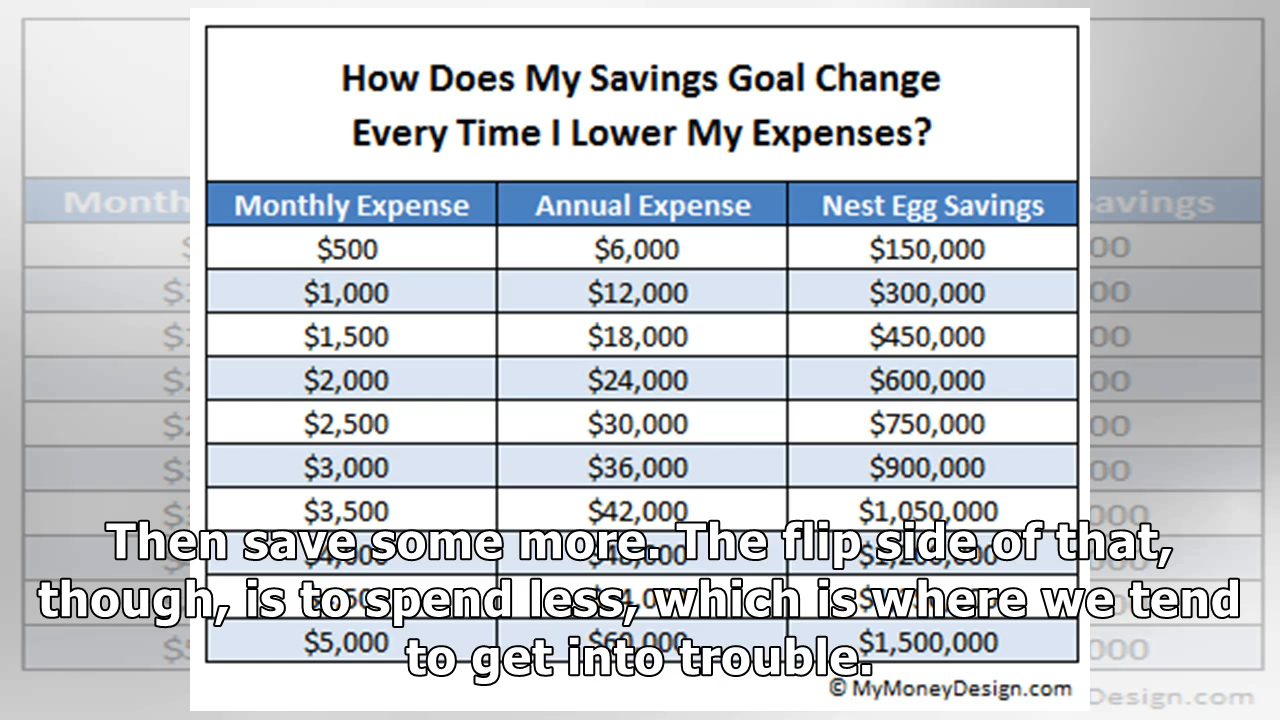 How Does My Savings Goal Change
Every Time I Lower My Expenses?
Monthly Expense Annual Expense Nest Egg Savings
$500 $6,000 $150,000
$1,000 $12,000 $300,000
$1,500 $18,000 $450,000
$2,000 $24,000 $600,000
$2,500 $30,000 $750,000
$3,000 $36,000 $900,000
$3,500 $42,000 $1,050,000
Then save some more. The flip side of that,
though, is to spend less, which is where we tend
$5,000 $60,000 $1,500,000
to get into trouble.
© MyMoneyDesign.com